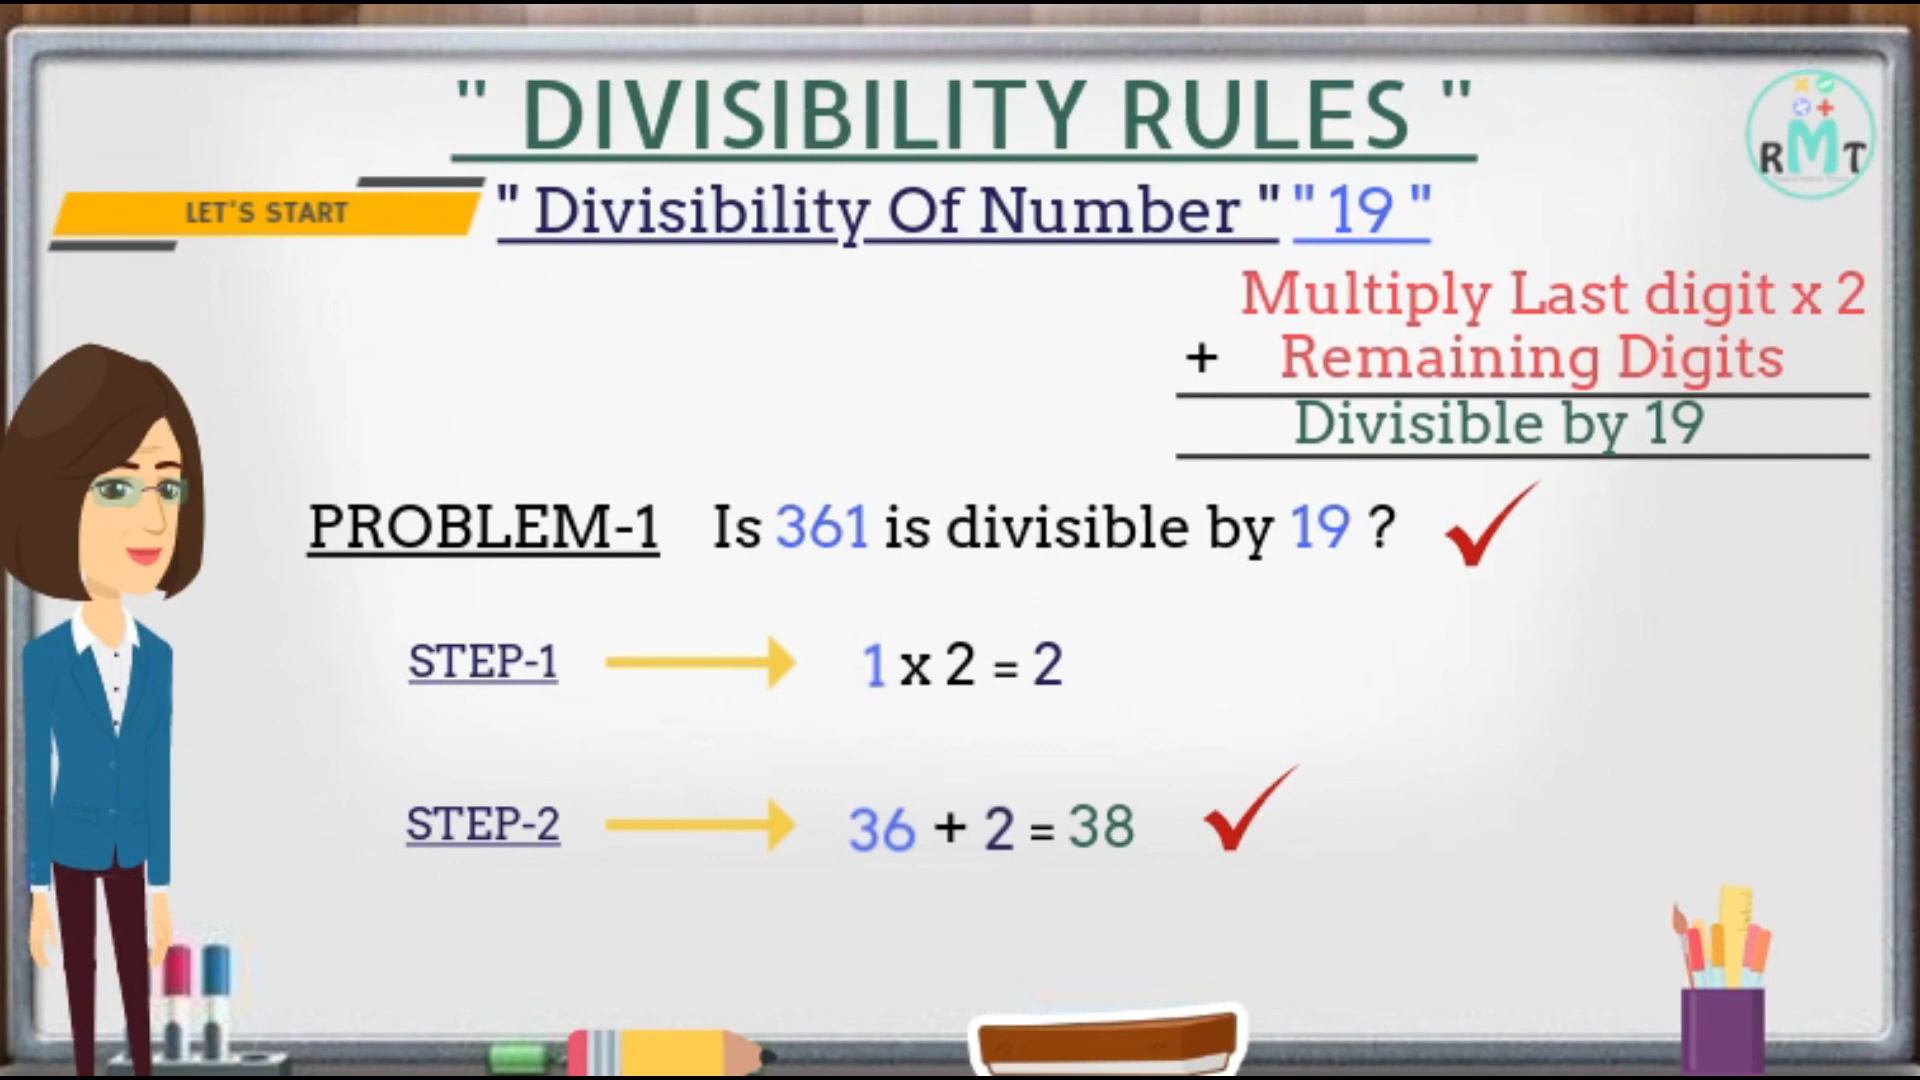 " DIVISIBILITY RULES "
RMT
LET'S START
" Divisibility Of Number " " 19 "
Multiply Last digit x 2
+ Remaining Digits
Divisible by 19
PROBLEM-1 Is 361 is divisible by 19 ?
STEP-1 1 x 2 = 2
STEP-2 36 + 2 = 38